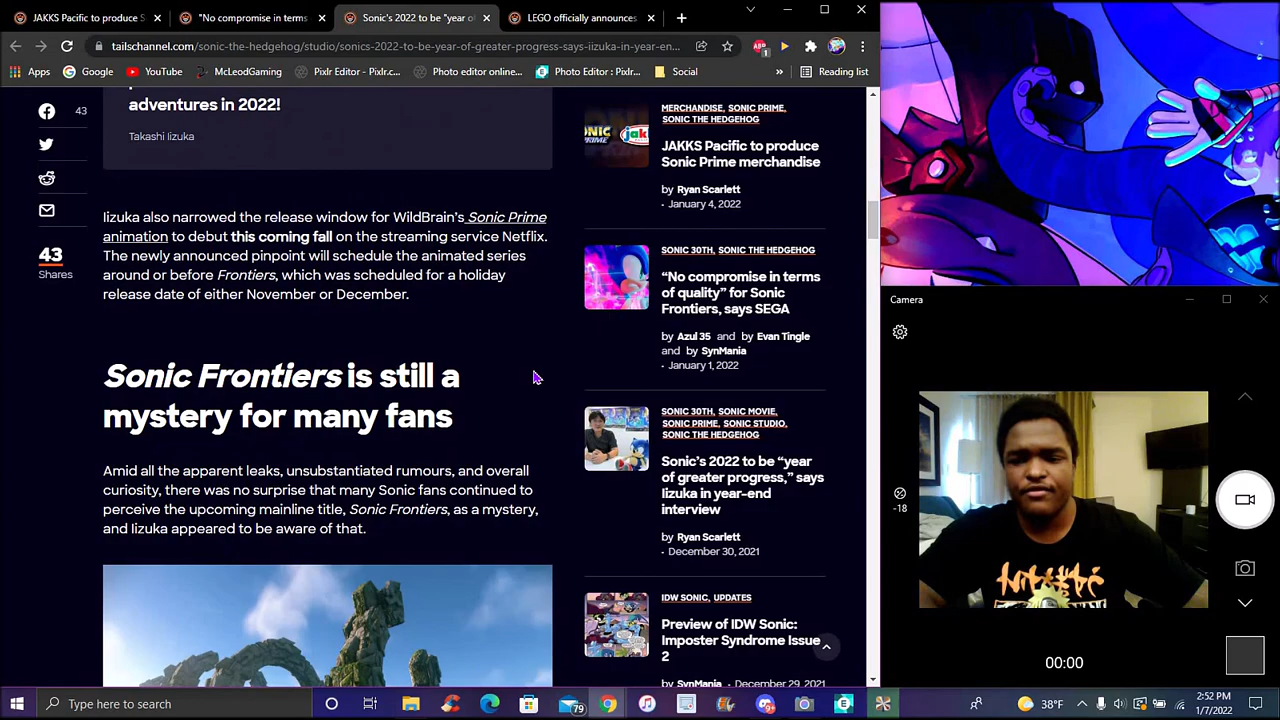 JAKKS Pacific to produce S
"No compromise in terms
Sonic's 2022 to be "year of
LEGO officially announces
tailschannel.com/sonic-the-hedgehog/studio/sonics-2022-to-be-year-of-greater-progress-says-iizuka-in-year-en...
Apps
Google
YouTube
McLeodGaming
Pixlr Editor - Pixlr.c...
Photo editor online...
Photo Editor : Pixlr...
Social
»
Reading list
adventures in 2022!
Takashi Iizuka
43
43
Shares
Iizuka also narrowed the release window for WildBrain's Sonic Prime
animation to debut this coming fall on the streaming service Netflix.
The newly announced pinpoint will schedule the animated series
around or before Frontiers, which was scheduled for a holiday
release date of either November or December.
Sonic Frontiers is still a
mystery for many fans
Amid all the apparent leaks, unsubstantiated rumours, and overall
curiosity, there was no surprise that many Sonic fans continued to
perceive the upcoming mainline title, Sonic Frontiers, as a mystery,
and Iizuka appeared to be aware of that.
MERCHANDISE, SONIC PRIME,
SONIC THE HEDGEHOG
JAKKS Pacific to produce
Sonic Prime merchandise
by Ryan Scarlett
- January 4, 2022
SONIC 30TH, SONIC THE HEDGEHOG
"No compromise in terms
of quality" for Sonic
Frontiers, says SEGA
by Azul 35 and by Evan Tingle
and by SynMania
- January 1, 2022
SONIC 30TH, SONIC MOVIE,
SONIC PRIME, SONIC STUDIO,
SONIC THE HEDGEHOG
Sonic's 2022 to be "year
of greater progress," says
Iizuka in year-end
interview
by Ryan Scarlett
- December 30, 2021
IDW SONIC, UPDATES
Preview of IDW Sonic:
Imposter Syndrome Issue
2
by SynMania - December 29, 2021
Camera
-18
00:00
Type here to search
79
38°F
2:52 PM
1/7/2022